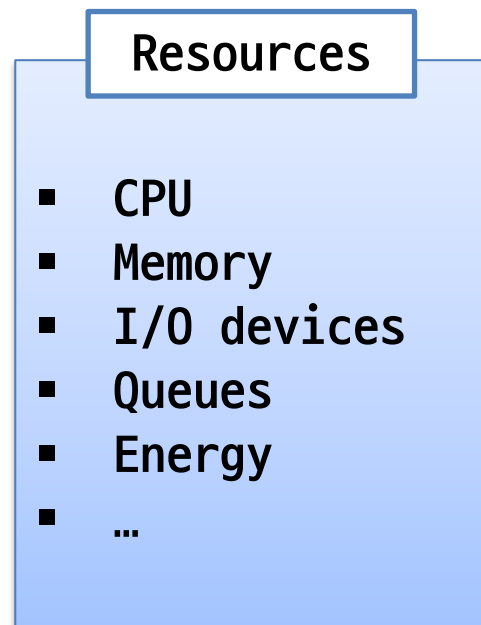 Resources
▪ CPU
▪ Memory
▪ I/O devices
▪ Queues
▪ Energy
▪ …